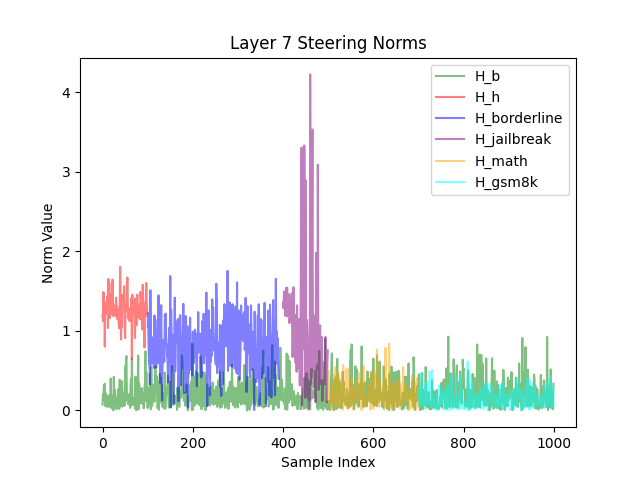 Layer 7 Steering Norms
H_b
H_h
H_borderline
H_jailbreak
H_math
H_gsm8k
Norm Value
4
3
2
1
0
0
200
400
600
800
1000
Sample Index